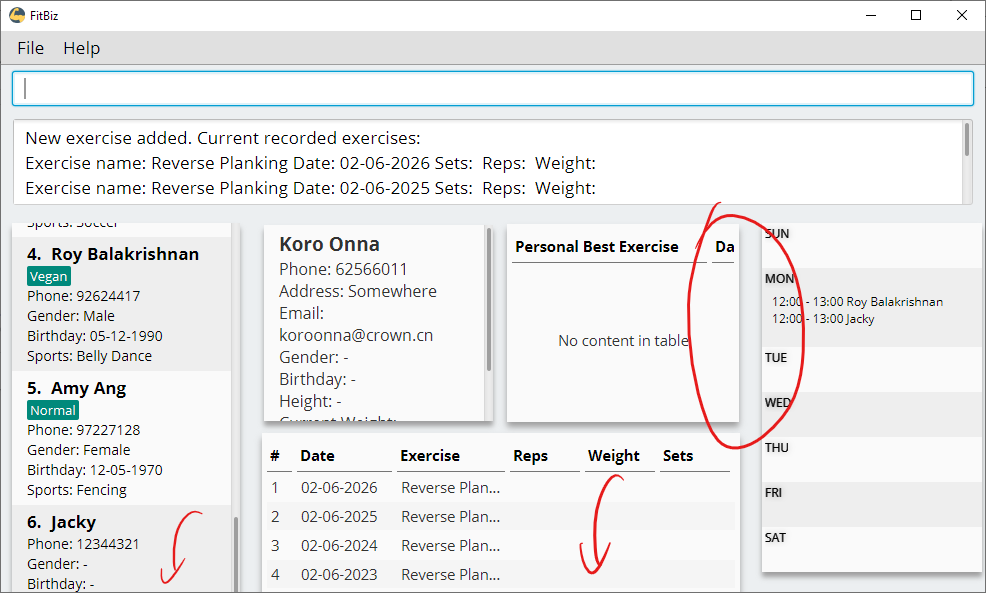 FitBiz
File Help
New exercise added. Current recorded exercises:
Exercise name: Reverse Planking Date: 02-06-2026 Sets:  Reps:  Weight:
Exercise name: Reverse Planking Date: 02-06-2025 Sets:  Reps:  Weight:
Sports: Soccer
4. Roy Balakrishnan
Vegan
Phone: 92624417
Gender: Male
Birthday: 05-12-1990
Sports: Belly Dance
5. Amy Ang
Normal
Phone: 97227128
Gender: Female
Birthday: 12-05-1970
Sports: Fencing
6. Jacky
Phone: 12344321
Gender: -
Birthday: -
Koro Onna
Phone: 62566011
Address: Somewhere
Email:
koroonna@crown.cn
Gender: -
Birthday: -
Height: -
Current Weight:
Personal Best Exercise Da
No content in table
# Date Exercise Reps Weight Sets
1 02-06-2026 Reverse Plan...
2 02-06-2025 Reverse Plan...
3 02-06-2024 Reverse Plan...
4 02-06-2023 Reverse Plan...
SUN
MON
12:00 - 13:00 Roy Balakrishnan
12:00 - 13:00 Jacky
TUE
WED
THU
FRI
SAT